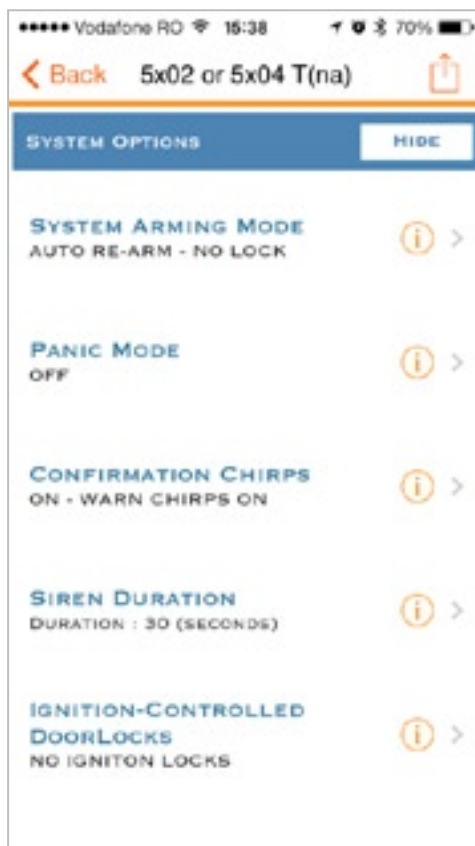 Vodafone RO 15:38 70%
Back 5x02 or 5x04 T(na)
SYSTEM OPTIONS HIDE
SYSTEM ARMING MODE
AUTO RE-ARM - NO LOCK
PANIC MODE
OFF
CONFIRMATION CHIRPS
ON - WARN CHIRPS ON
SIREN DURATION
DURATION : 30 (SECONDS)
IGNITION-CONTROLLED
DOORLOCKS
NO IGNITON LOCKS